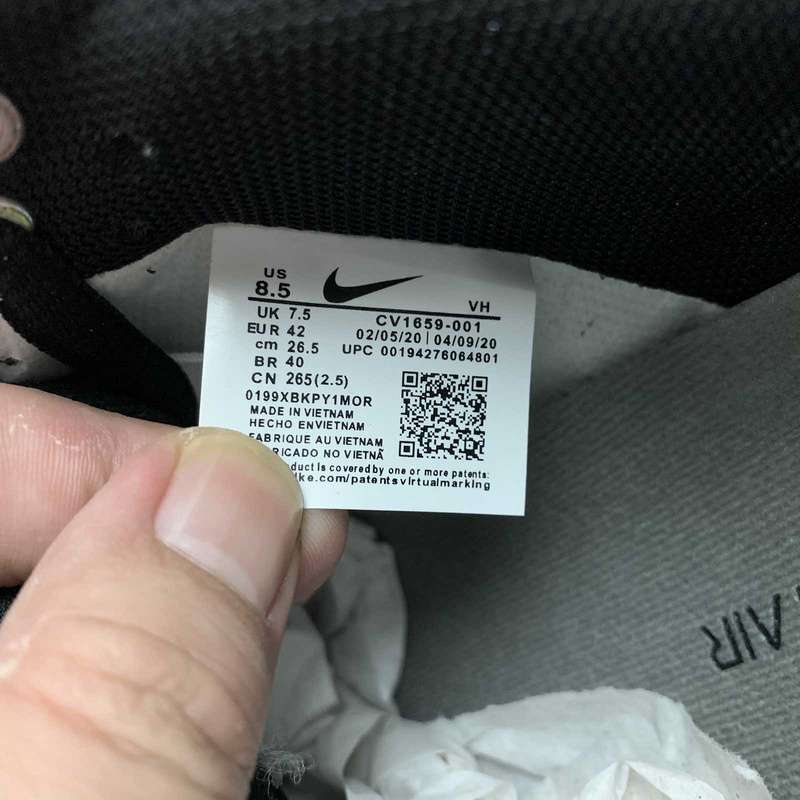 US
8.5
VH
UK 7.5
CV1659-001
EUR 42
02/05/20 | 04/09/20
cm 26.5
UPC 00194276064801
BR 40
CN 265(2.5)
0199XBKPY1MOR
MADE IN VIETNAM
HECHO ENVIETNAM
FABRIQUE AU VIETNAM
RICADO NO VIETNÃ
duct is covered by one or more patents:
ike.com/patentsvirtualmarking
AIR